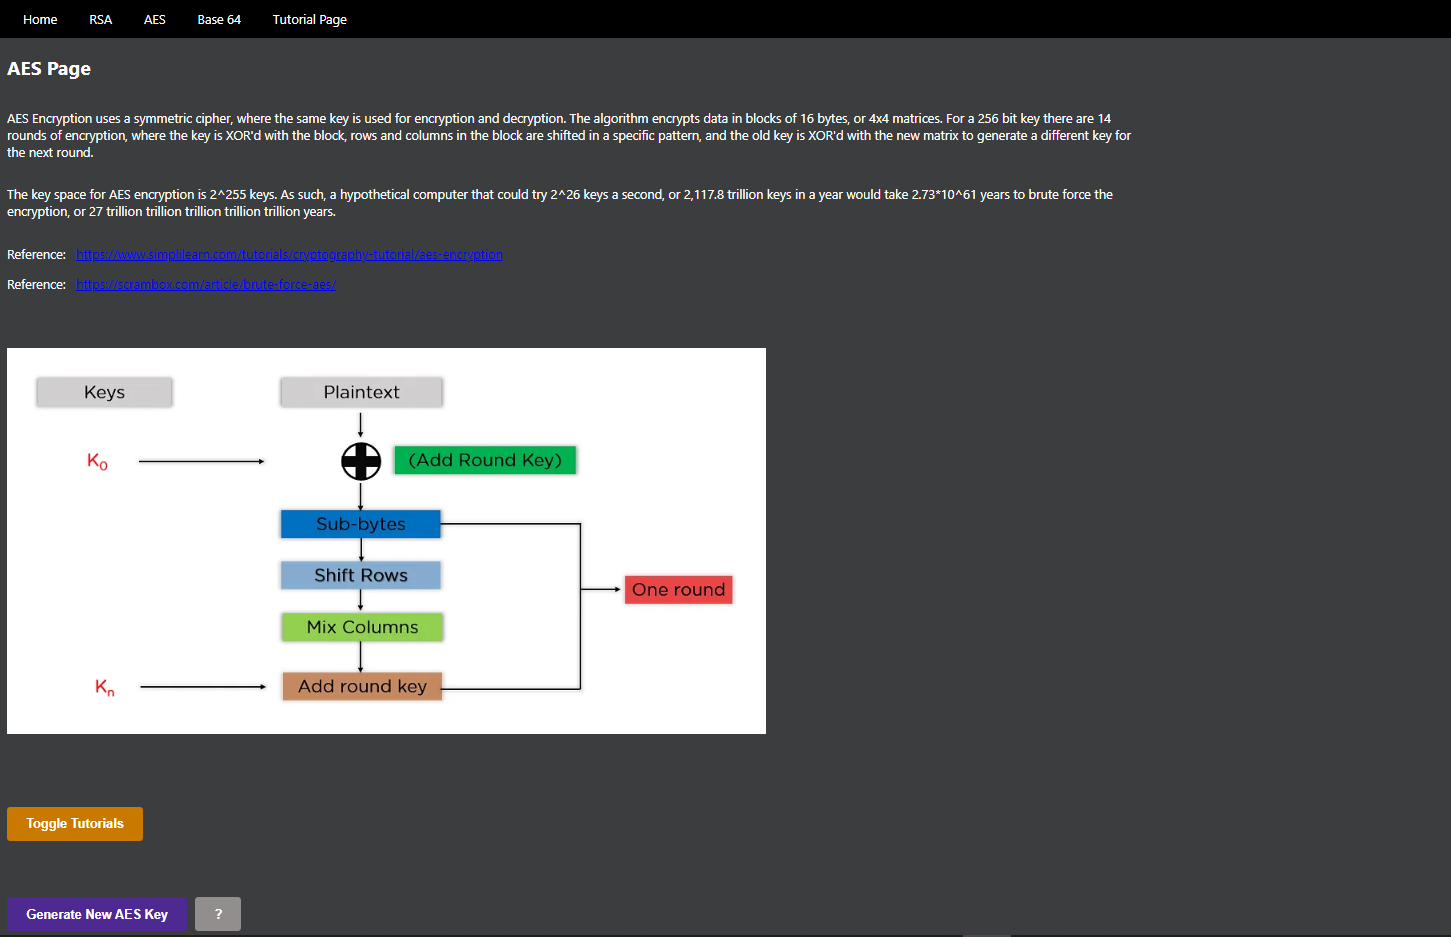 Home RSA AES Base 64 Tutorial Page
AES Page
AES Encryption uses a symmetric cipher, where the same key is used for encryption and decryption. The algorithm encrypts data in blocks of 16 bytes, or 4x4 matrices. For a 256 bit key there are 14
rounds of encryption, where the key is XOR'd with the block, rows and columns in the block are shifted in a specific pattern, and the old key is XOR'd with the new matrix to generate a different key for
the next round.
The key space for AES encryption is 2^255 keys. As such, a hypothetical computer that could try 2^26 keys a second, or 2,117.8 trillion keys in a year would take 2.73*10^61 years to brute force the
encryption, or 27 trillion trillion trillion trillion trillion years.
Reference: https://www.simplilearn.com/tutorials/cryptography-tutorial/aes-encryption
Reference: https://scrambox.com/article/brute-force-aes/
Keys Plaintext
K0 (Add Round Key)
Sub-bytes
Shift Rows
One round
Mix Columns
Kn Add round key
Toggle Tutorials
Generate New AES Key ?